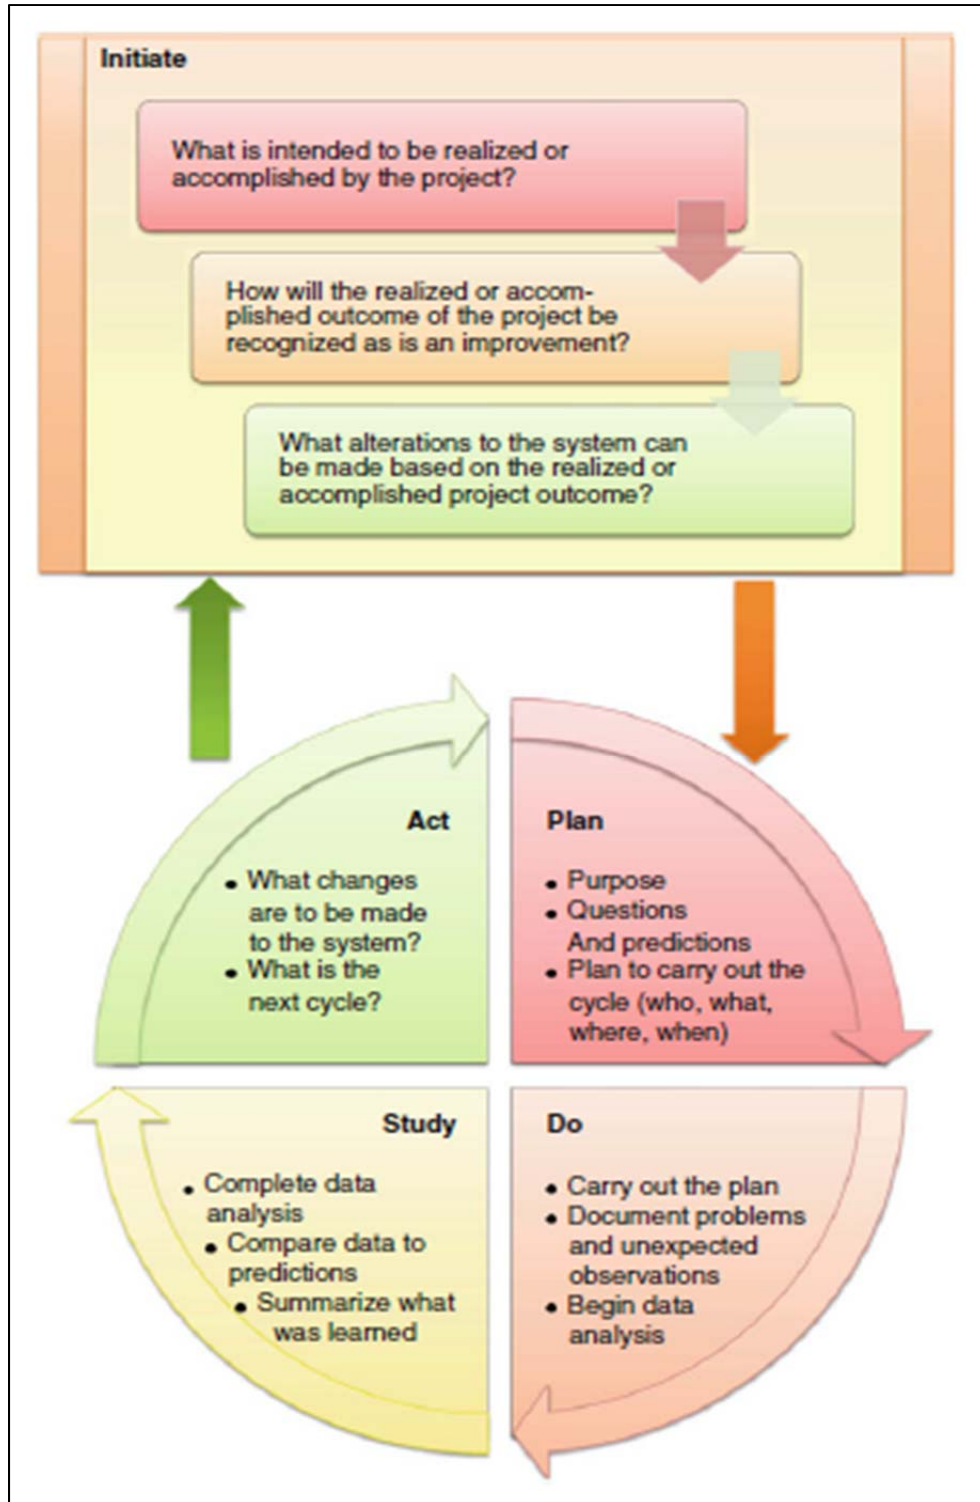 Initiate
What is intended to be realized or
accomplished by the project?
How will the realized or accom-
plished outcome of the project be
recognized as is an improvement?
What alterations to the system can
be made based on the realized or
accomplished project outcome?
Act
• What changes
are to be made
to the system?
• What is the
next cycle?
Plan
• Purpose
• Questions
And predictions
• Plan to carry out the
cycle (who, what,
where, when)
Study
• Complete data
analysis
• Compare data to
predictions
• Summarize what
was learned
Do
• Carry out the plan
• Document problems
and unexpected
observations
• Begin data
analysis